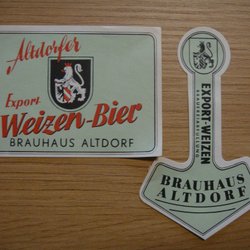 Altdorfer
Export
Weizen-Bier
BRAUHAUS ALTDORF
EXPORT-WEIZEN
BRAUHAUS
ALTDORF